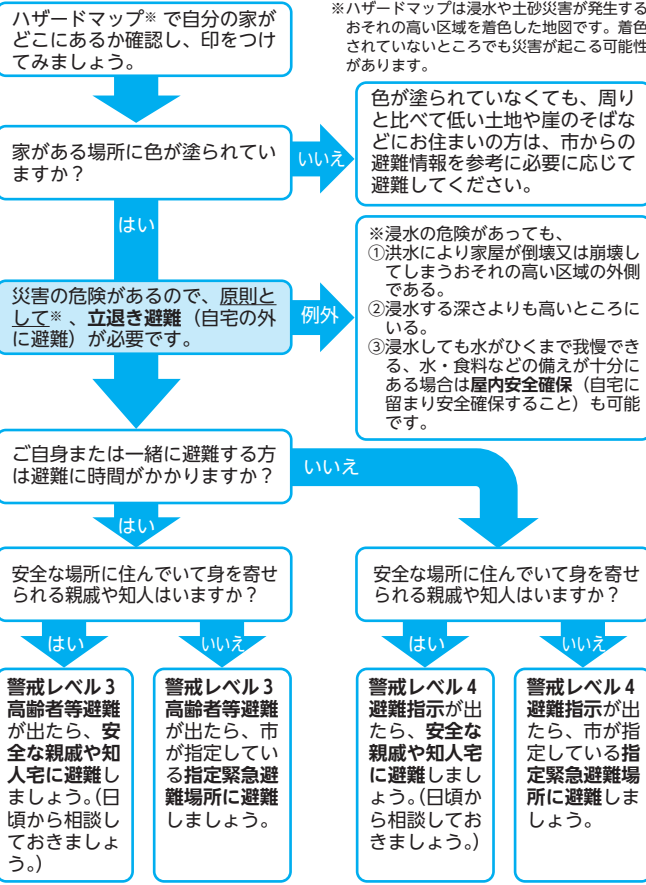 ハザードマップ※ で自分の家が
どこにあるか確認し、印をつけ
てみましょう。
※ハザードマップは浸水や土砂災害が発生する
おそれの高い区域を着色した地図です。着色
されていないところでも災害が起こる可能性
があります。
家がある場所に色が塗られてい
ますか？
いいえ
色が塗られていなくても、周り
と比べて低い土地や崖のそばな
どにお住まいの方は、市からの
避難情報を参考に必要に応じて
避難してください。
はい
災害の危険があるので、原則と
して※ 、立退き避難（自宅の外
に避難）が必要です。
例外
※浸水の危険があっても、
①洪水により家屋が倒壊又は崩壊し
てしまうおそれの高い区域の外側
である。
②浸水する深さよりも高いところに
いる。
③浸水しても水がひくまで我慢でき
る、水・食料などの備えが十分に
ある場合は屋内安全確保（自宅に
留まり安全確保すること）も可能
です。
ご自身または一緒に避難する方
は避難に時間がかかりますか？
いいえ
はい
安全な場所に住んでいて身を寄せ
られる親戚や知人はいますか？
はい
いいえ
警戒レベル３
高齢者等避難
が出たら、安
全な親戚や知
人宅に避難し
ましょう。（日
頃から相談し
ておきましょ
う。）
警戒レベル３
高齢者等避難
が出たら、市
が指定してい
る指定緊急避
難場所に避難
しましょう。
安全な場所に住んでいて身を寄せ
られる親戚や知人はいますか？
はい
いいえ
警戒レベル４
避難指示が出
たら、安全な
親戚や知人宅
に避難しまし
ょう。（日頃か
ら相談してお
きましょう。）
警戒レベル４
避難指示が出
たら、市が指
定している指
定緊急避難場
所に避難しま
しょう。